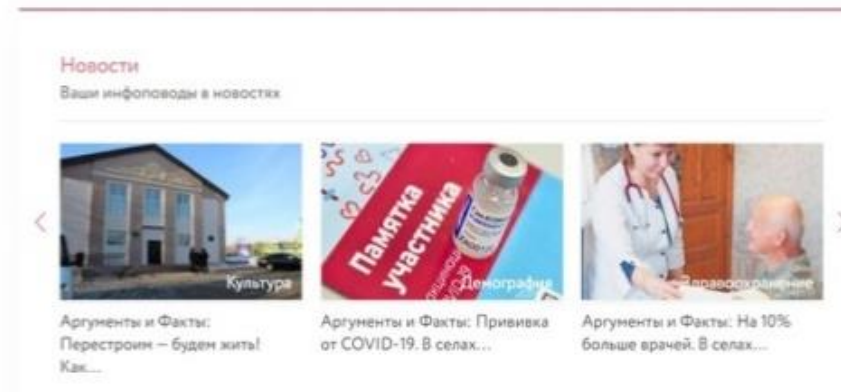 Новости
Ваши инфоповоды в новостях
Культура
Памятка
участника
Демография
Здравоохранение
Аргументы и Факты:
Перестроим – будем жить!
Как...
Аргументы и Факты: Прививка
от COVID-19. В селах...
Аргументы и Факты: На 10%
больше врачей. В селах...